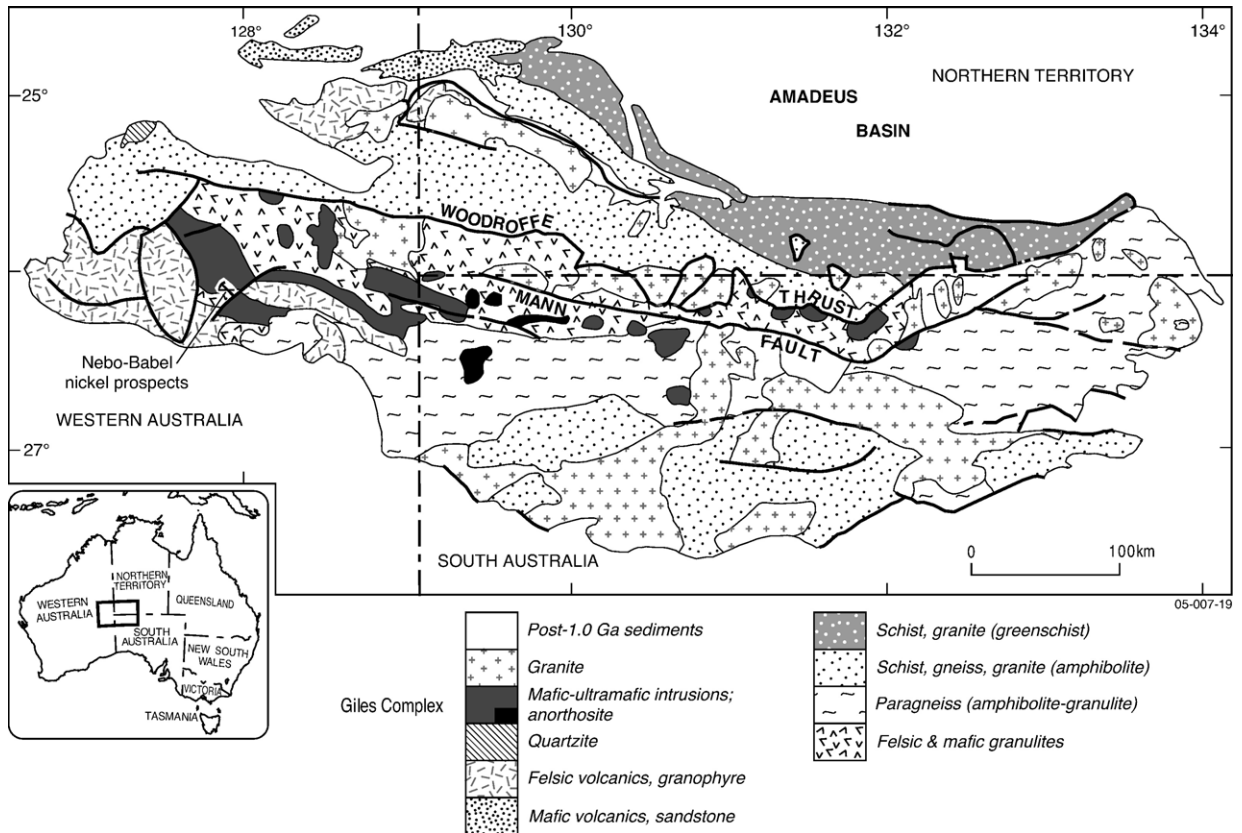 128°
130°
132°
134°
25°
27°
NORTHERN TERRITORY
AMADEUS
BASIN
WOODROFFE
THRUST
MANN
FAULT
Nebo-Babel
nickel prospects
WESTERN AUSTRALIA
SOUTH AUSTRALIA
0 100km
05-007-19
NORTHERN
TERRITORY
WESTERN
AUSTRALIA
QUEENSLAND
SOUTH
AUSTRALIA
NEW SOUTH
WALES
VICTORIA
TASMANIA
Giles Complex
Post-1.0 Ga sediments
Granite
Mafic-ultramafic intrusions;
anorthosite
Quartzite
Felsic volcanics, granophyre
Mafic volcanics, sandstone
Schist, granite (greenschist)
Schist, gneiss, granite (amphibolite)
Paragneiss (amphibolite-granulite)
Felsic & mafic granulites